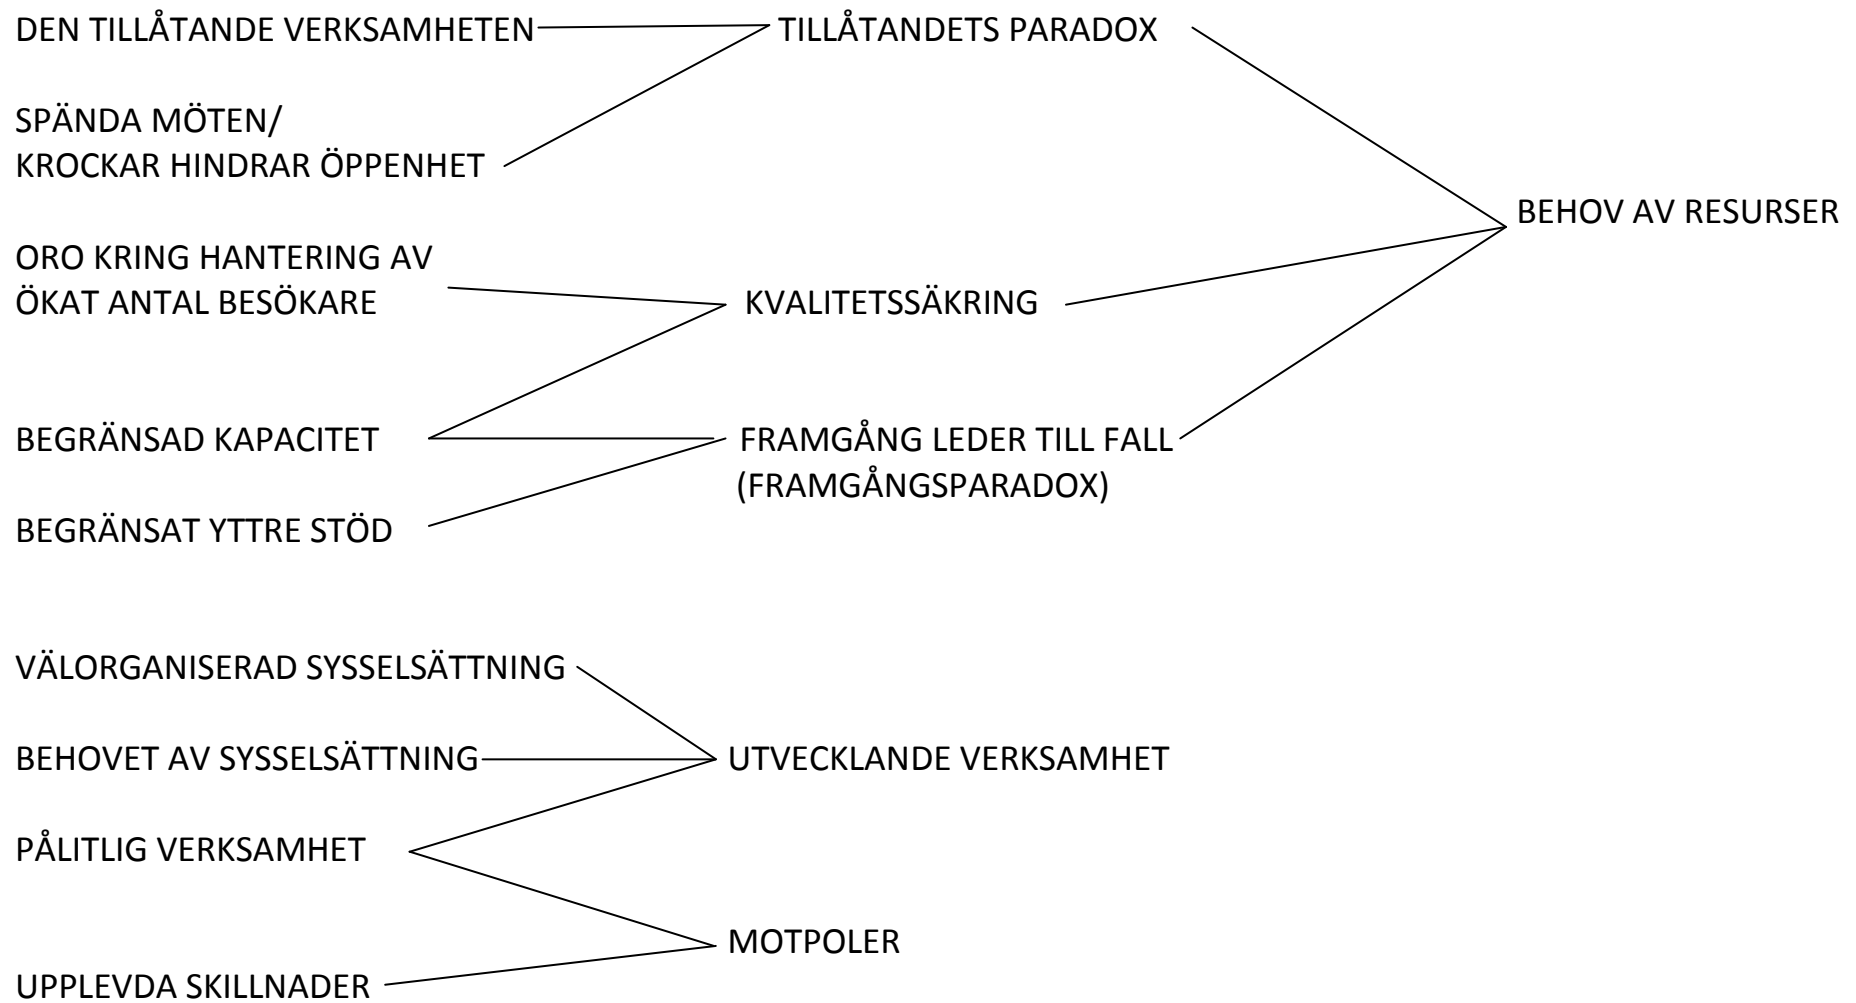 DEN TILLÅTANDE VERKSAMHETEN
TILLÅTANDETS PARADOX
SPÄNDA MÖTEN/
KROCKAR HINDRAR ÖPPENHET
BEHOV AV RESURSER
ORO KRING HANTERING AV
ÖKAT ANTAL BESÖKARE
KVALITETSSÄKRING
BEGRÄNSAD KAPACITET
FRAMGÅNG LEDER TILL FALL
(FRAMGÅNGSPARADOX)
BEGRÄNSAT YTTRE STÖD
VÄLORGANISERAD SYSSELSÄTTNING
BEHOVET AV SYSSELSÄTTNING
UTVECKLANDE VERKSAMHET
PÅLITLIG VERKSAMHET
MOTPOLER
UPPLEVDA SKILLNADER